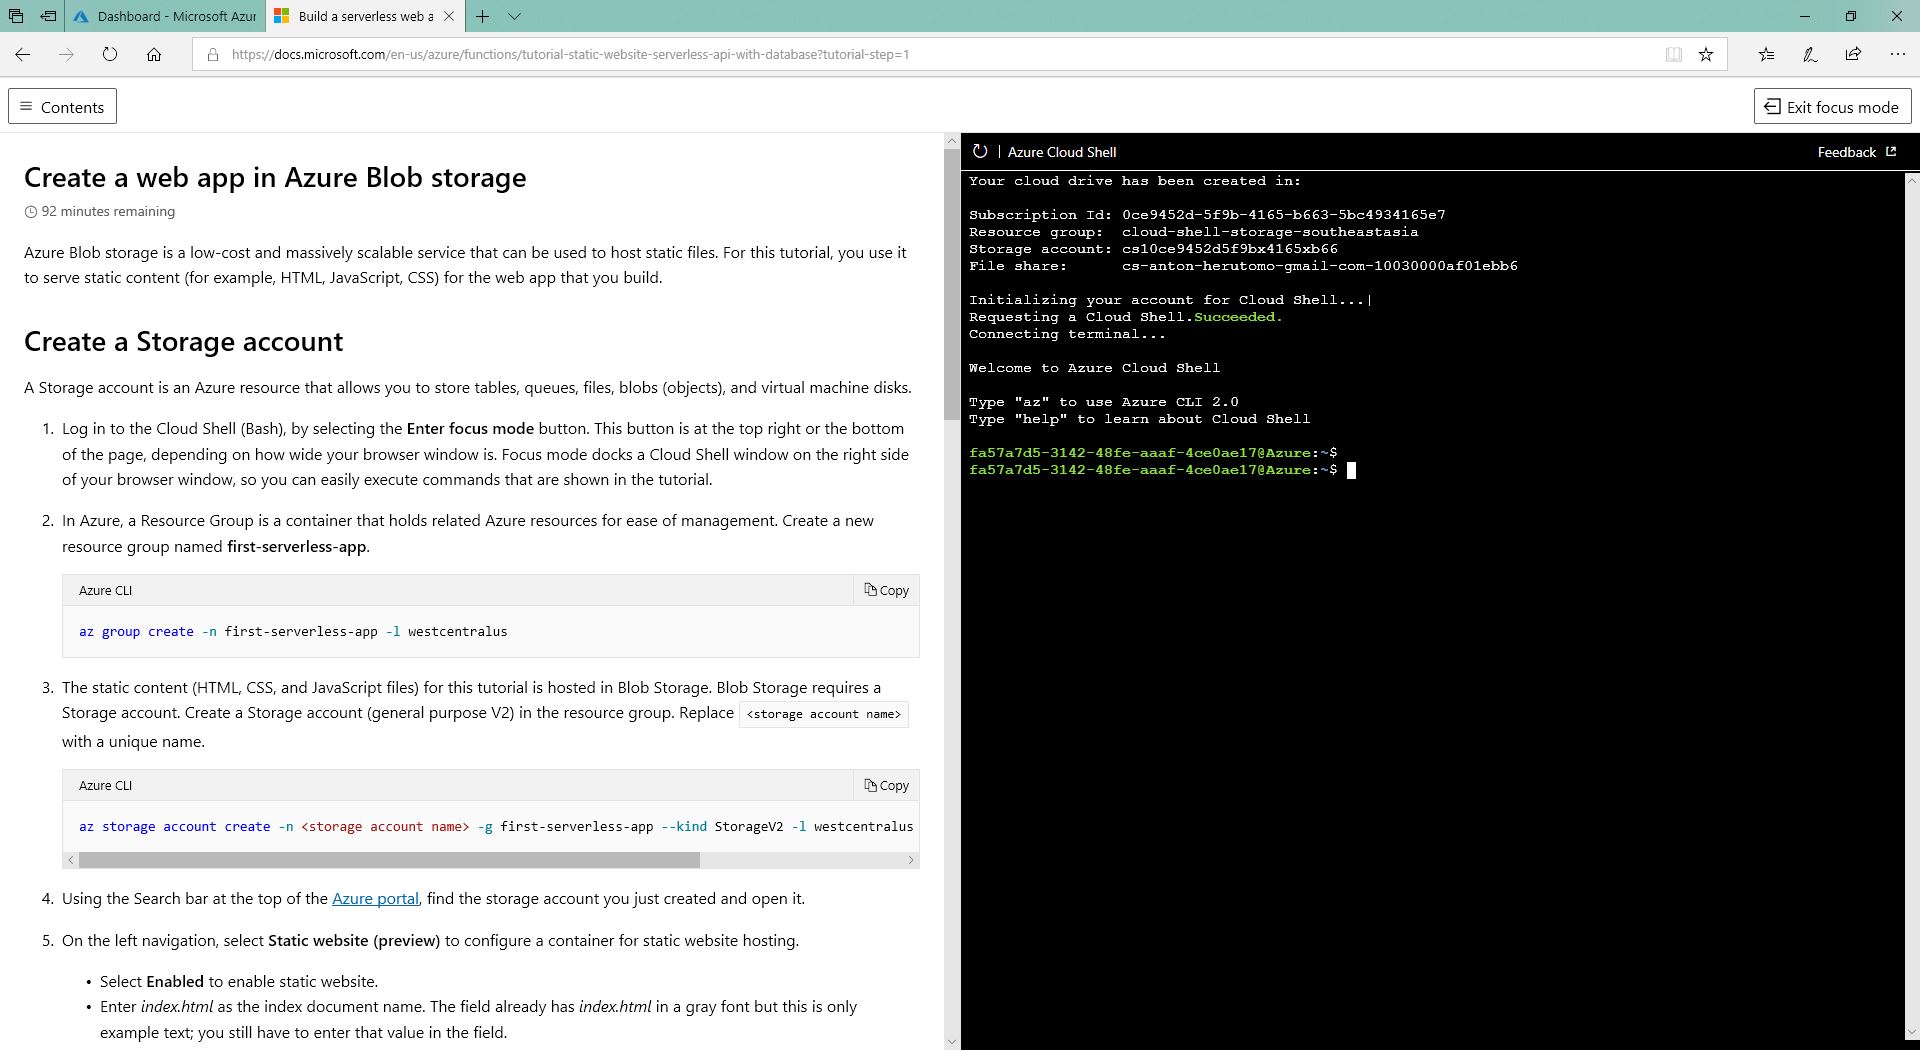 Dashboard - Microsoft Azur
Build a serverless web a
https://docs.microsoft.com/en-us/azure/functions/tutorial-static-website-serverless-api-with-database?tutorial-step=1
Contents
Exit focus mode
Create a web app in Azure Blob storage
92 minutes remaining
Azure Blob storage is a low-cost and massively scalable service that can be used to host static files. For this tutorial, you use it
to serve static content (for example, HTML, JavaScript, CSS) for the web app that you build.
Create a Storage account
A Storage account is an Azure resource that allows you to store tables, queues, files, blobs (objects), and virtual machine disks.
1. Log in to the Cloud Shell (Bash), by selecting the Enter focus mode button. This button is at the top right or the bottom
of the page, depending on how wide your browser window is. Focus mode docks a Cloud Shell window on the right side
of your browser window, so you can easily execute commands that are shown in the tutorial.
2. In Azure, a Resource Group is a container that holds related Azure resources for ease of management. Create a new
resource group named first-serverless-app.
Azure CLI
Copy
az group create -n first-serverless-app -l westcentralus
3. The static content (HTML, CSS, and JavaScript files) for this tutorial is hosted in Blob Storage. Blob Storage requires a
Storage account. Create a Storage account (general purpose V2) in the resource group. Replace <storage account name>
with a unique name.
Azure CLI
Copy
az storage account create -n <storage account name> -g first-serverless-app --kind StorageV2 -l westcentralus
4. Using the Search bar at the top of the Azure portal, find the storage account you just created and open it.
5. On the left navigation, select Static website (preview) to configure a container for static website hosting.
• Select Enabled to enable static website.
• Enter index.html as the index document name. The field already has index.html in a gray font but this is only
example text; you still have to enter that value in the field.
| Azure Cloud Shell
Feedback
Your cloud drive has been created in:
Subscription Id: 0ce9452d-5f9b-4165-b663-5bc4934165e7
Resource group: cloud-shell-storage-southeastasia
Storage account: cs10ce9452d5f9bx4165xb66
File share: cs-anton-herutomo-gmail-com-10030000af01ebb6
Initializing your account for Cloud Shell...|
Requesting a Cloud Shell.Succeeded.
Connecting terminal...
Welcome to Azure Cloud Shell
Type "az" to use Azure CLI 2.0
Type "help" to learn about Cloud Shell
fa57a7d5-3142-48fe-aaaf-4ce0ae17@Azure:~$
fa57a7d5-3142-48fe-aaaf-4ce0ae17@Azure:~$